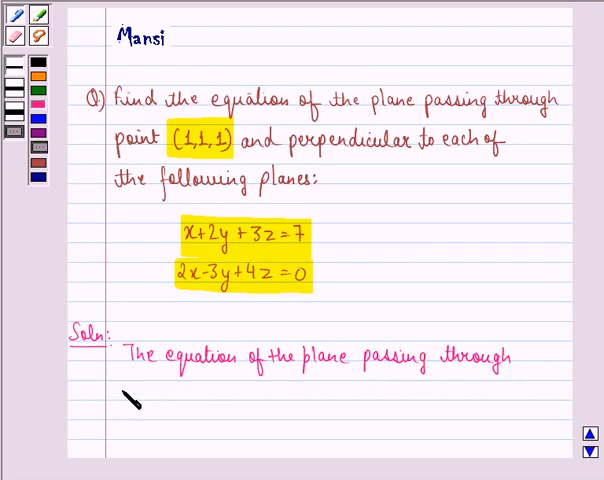 Mansi
Q) Find the equation of the plane passing through
point (1,1,1) and perpendicular to each of
the following planes:
x+2y+3z=7
2x-3y+4z=0
Soln:
The equation of the plane passing through